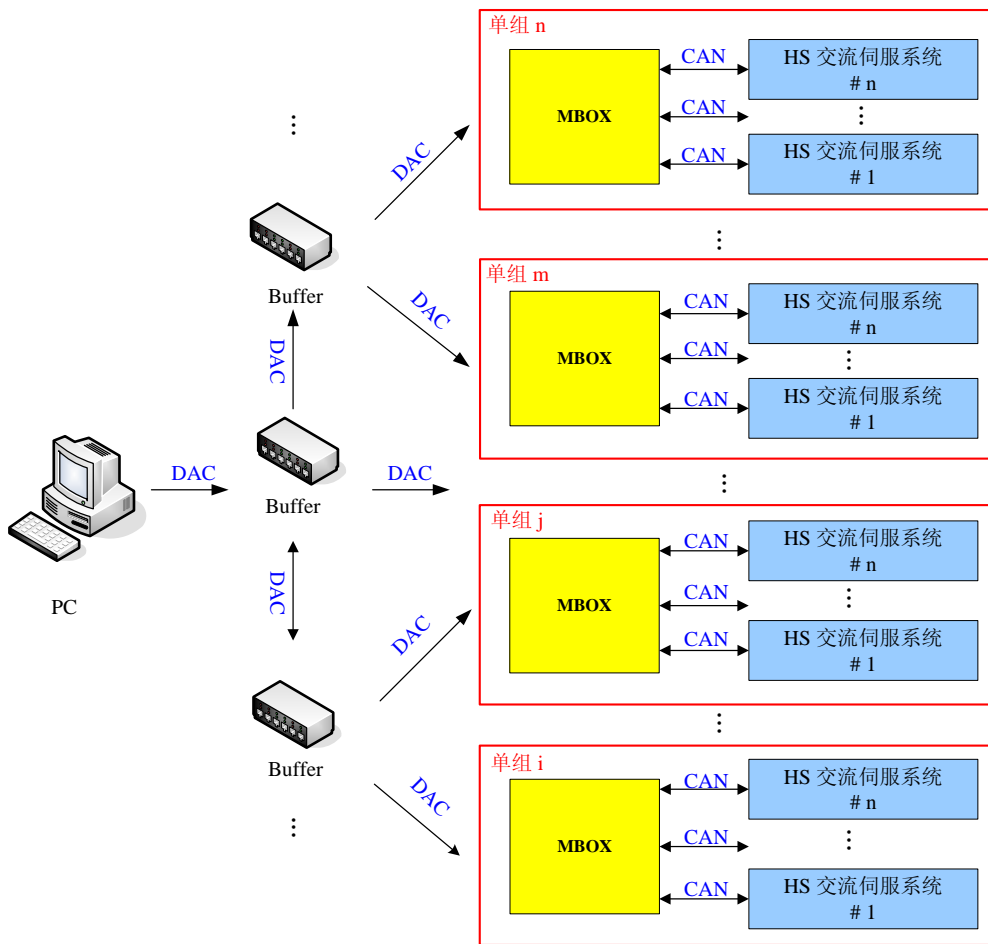 单组 n
MBOX
CAN
CAN
CAN
HS 交流伺服系统
# n
⋮
HS 交流伺服系统
# 1
⋮
DAC
Buffer
DAC
⋮
单组 m
MBOX
CAN
CAN
CAN
HS 交流伺服系统
# n
⋮
HS 交流伺服系统
# 1
DAC
PC
DAC
Buffer
DAC
⋮
单组 j
MBOX
CAN
CAN
CAN
HS 交流伺服系统
# n
⋮
HS 交流伺服系统
# 1
DAC
DAC
Buffer
DAC
⋮
⋮
单组 i
MBOX
CAN
CAN
CAN
HS 交流伺服系统
# n
⋮
HS 交流伺服系统
# 1